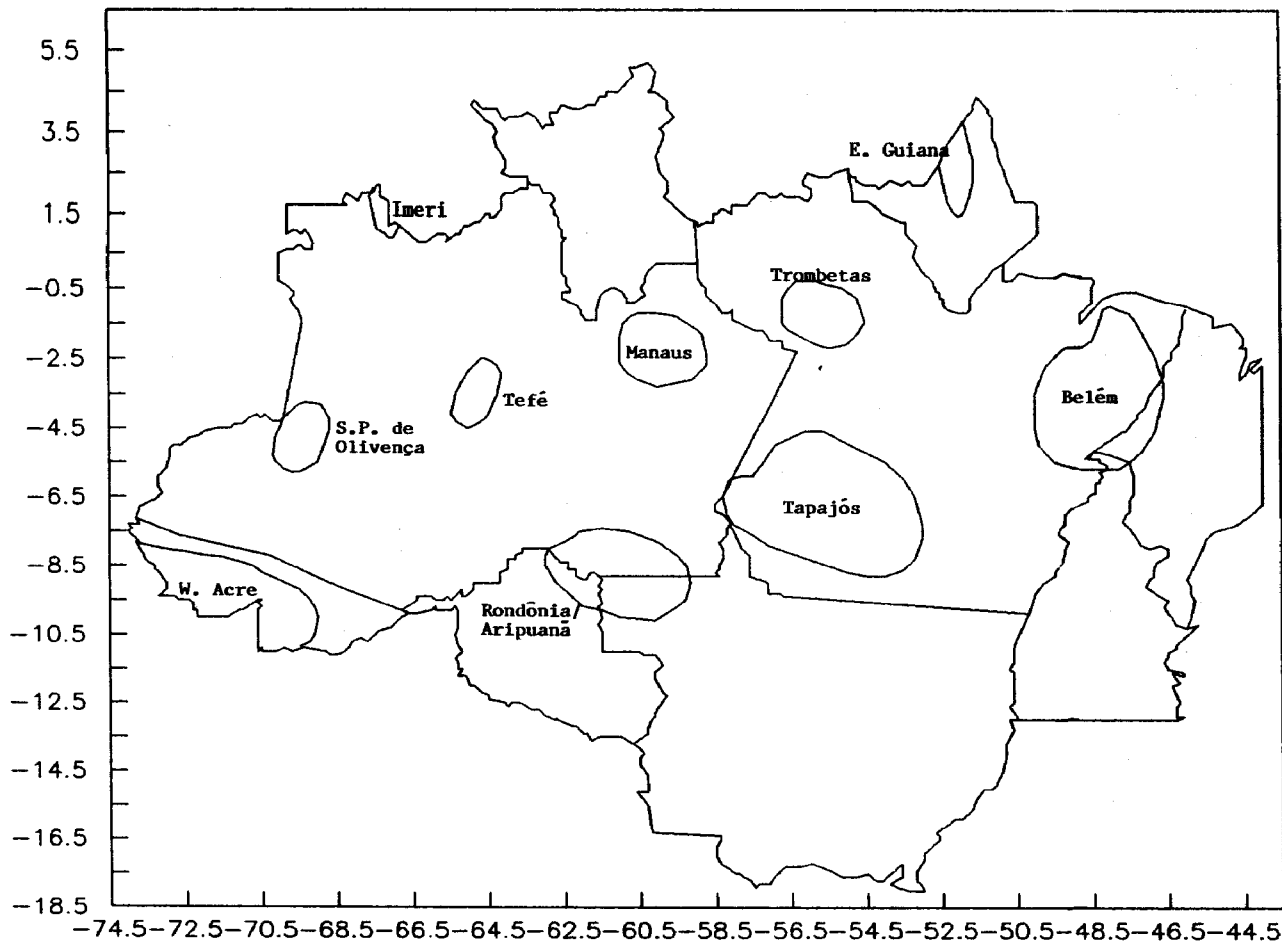 5.5
3.5
1.5
−0.5
−2.5
−4.5
−6.5
−8.5
−10.5
−12.5
−14.5
−16.5
−18.5
E. Guiana
Imeri
Trombetas
Manaus
Tefé
Belém
S.P. de
Olivença
Tapajós
W. Acre
Rondõnia
Aripuanã
−74.5−72.5−70.5−68.5−66.5−64.5−62.5−60.5−58.5−56.5−54.5−52.5−50.5−48.5−46.5−44.5